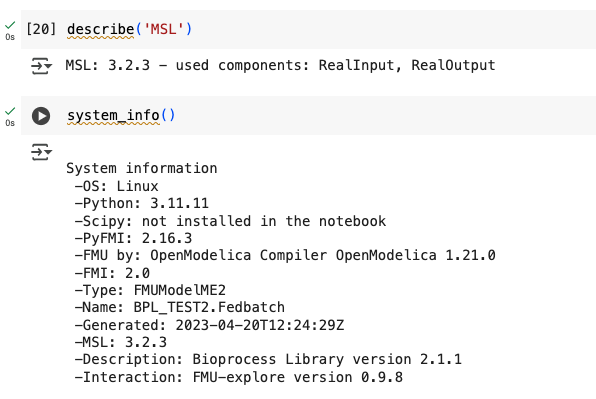 [20] describe('MSL')
0s
MSL: 3.2.3 – used components: RealInput, RealOutput
system_info()
0s
System information
-OS: Linux
-Python: 3.11.11
-Scipy: not installed in the notebook
-PyFMI: 2.16.3
-FMU by: OpenModelica Compiler OpenModelica 1.21.0
-FMI: 2.0
-Type: FMUModelME2
-Name: BPL_TEST2.Fedbatch
-Generated: 2023-04-20T12:24:29Z
-MSL: 3.2.3
-Description: Bioprocess Library version 2.1.1
-Interaction: FMU-explore version 0.9.8